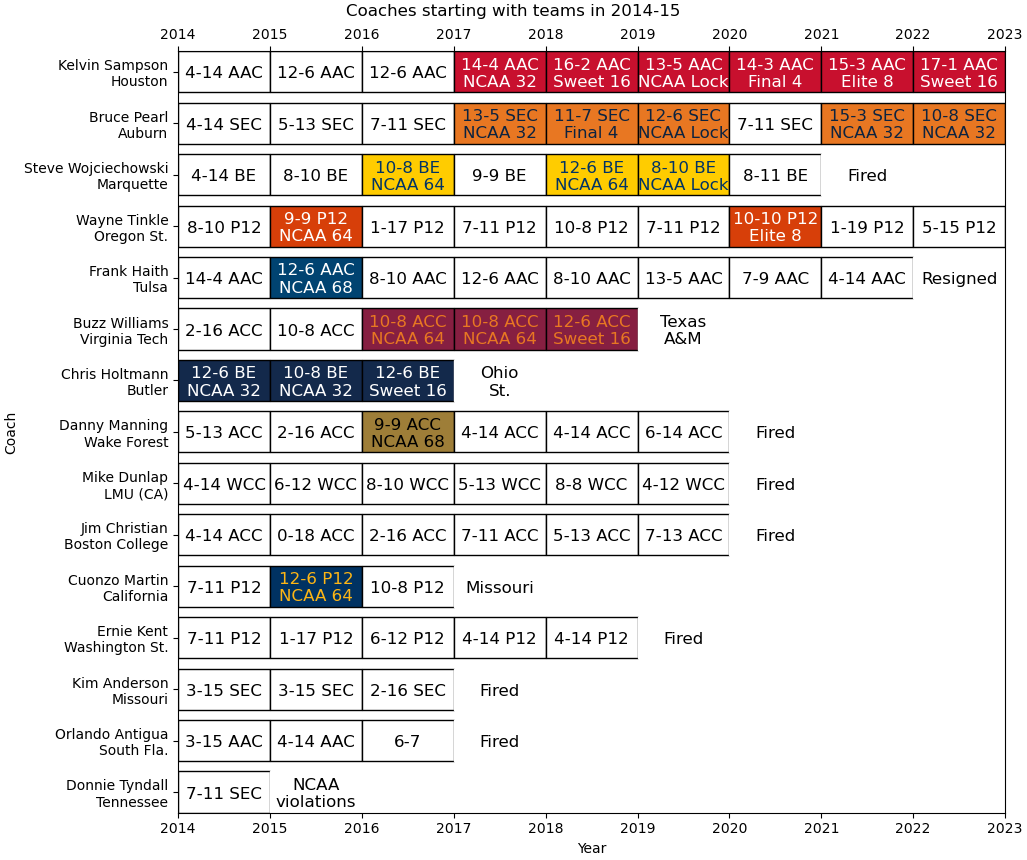 Coaches starting with teams in 2014-15
2014 2015 2016 2017 2018 2019 2020 2021 2022 2023
Kelvin Sampson
Houston
4-14 AAC
12-6 AAC
12-6 AAC
14-4 AAC
NCAA 32
16-2 AAC
Sweet 16
13-5 AAC
NCAA Lock
14-3 AAC
Final 4
15-3 AAC
Elite 8
17-1 AAC
Sweet 16
Bruce Pearl
Auburn
4-14 SEC
5-13 SEC
7-11 SEC
13-5 SEC
NCAA 32
11-7 SEC
Final 4
12-6 SEC
NCAA Lock
7-11 SEC
15-3 SEC
NCAA 32
10-8 SEC
NCAA 32
Steve Wojciechowski
Marquette
4-14 BE
8-10 BE
10-8 BE
NCAA 64
9-9 BE
12-6 BE
NCAA 64
8-10 BE
NCAA Lock
8-11 BE
Fired
Wayne Tinkle
Oregon St.
8-10 P12
9-9 P12
NCAA 64
1-17 P12
7-11 P12
10-8 P12
7-11 P12
10-10 P12
Elite 8
1-19 P12
5-15 P12
Frank Haith
Tulsa
14-4 AAC
12-6 AAC
NCAA 68
8-10 AAC
12-6 AAC
8-10 AAC
13-5 AAC
7-9 AAC
4-14 AAC
Resigned
Buzz Williams
Virginia Tech
2-16 ACC
10-8 ACC
10-8 ACC
NCAA 64
10-8 ACC
NCAA 64
12-6 ACC
Sweet 16
Texas
A&M
Chris Holtmann
Butler
12-6 BE
NCAA 32
10-8 BE
NCAA 32
12-6 BE
Sweet 16
Ohio
St.
Danny Manning
Wake Forest
5-13 ACC
2-16 ACC
9-9 ACC
NCAA 68
4-14 ACC
4-14 ACC
6-14 ACC
Fired
Mike Dunlap
LMU (CA)
4-14 WCC
6-12 WCC
8-10 WCC
5-13 WCC
8-8 WCC
4-12 WCC
Fired
Jim Christian
Boston College
4-14 ACC
0-18 ACC
2-16 ACC
7-11 ACC
5-13 ACC
7-13 ACC
Fired
Cuonzo Martin
California
7-11 P12
12-6 P12
NCAA 64
10-8 P12
Missouri
Ernie Kent
Washington St.
7-11 P12
1-17 P12
6-12 P12
4-14 P12
4-14 P12
Fired
Kim Anderson
Missouri
3-15 SEC
3-15 SEC
2-16 SEC
Fired
Orlando Antigua
South Fla.
3-15 AAC
4-14 AAC
6-7
Fired
Donnie Tyndall
Tennessee
7-11 SEC
NCAA
violations
2014 2015 2016 2017 2018 2019 2020 2021 2022 2023
Year
Coach